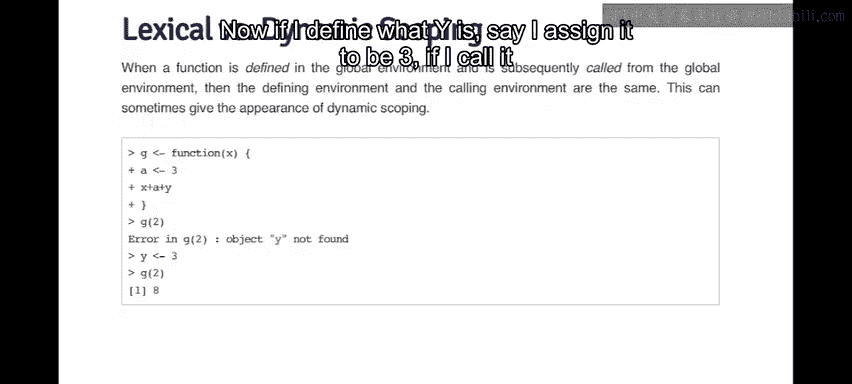 Lexical vs. Dynamic Scoping
Now if I define what Y is, say I assign it
to be 3, if I call it
When a function is defined in the global environment and is subsequently called from the global
environment, then the defining environment and the calling environment are the same. This can
sometimes give the appearance of dynamic scoping.
> g <- function(x) {
+ a <- 3
+ x+a+y
+ }
> g(2)
Error in g(2) : object "y" not found
> y <- 3
> g(2)
[1] 8